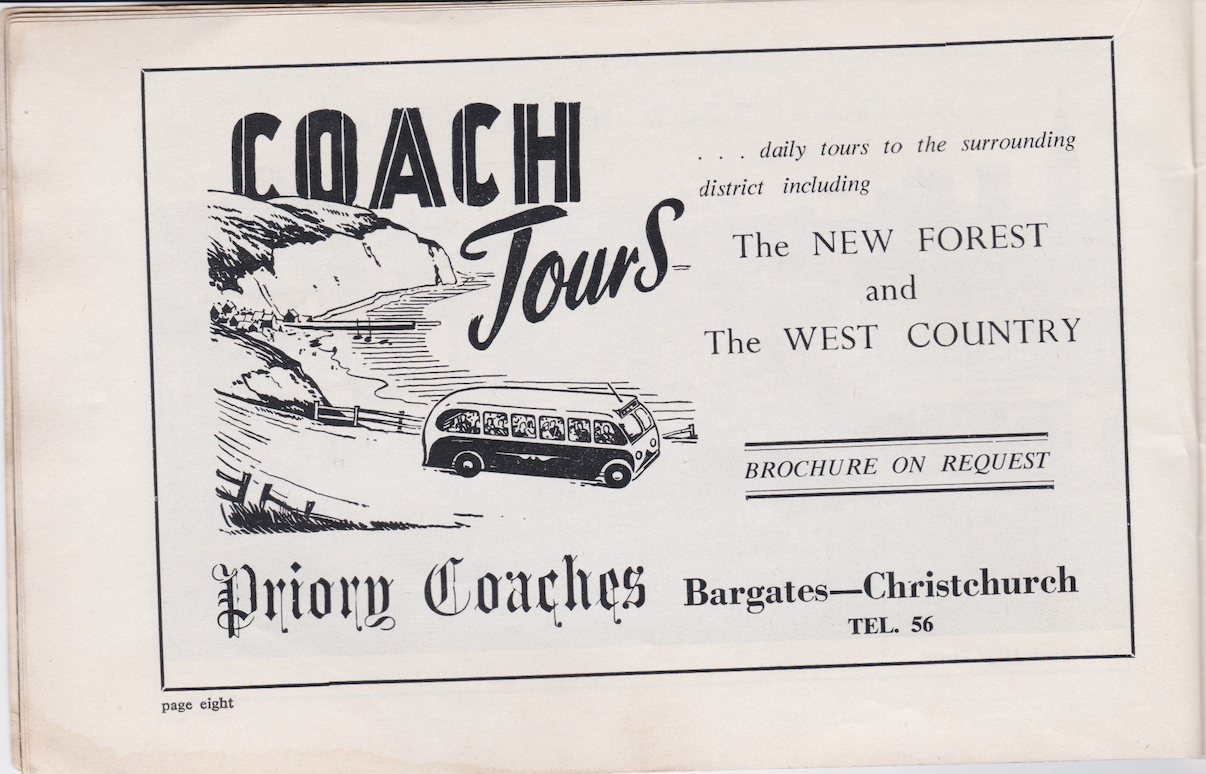 COACH
Tours
. . . daily tours to the surrounding
district including
The NEW FOREST
and
The WEST COUNTRY
BROCHURE ON REQUEST
Priory Coaches
Bargates—Christchurch
TEL. 56
page eight